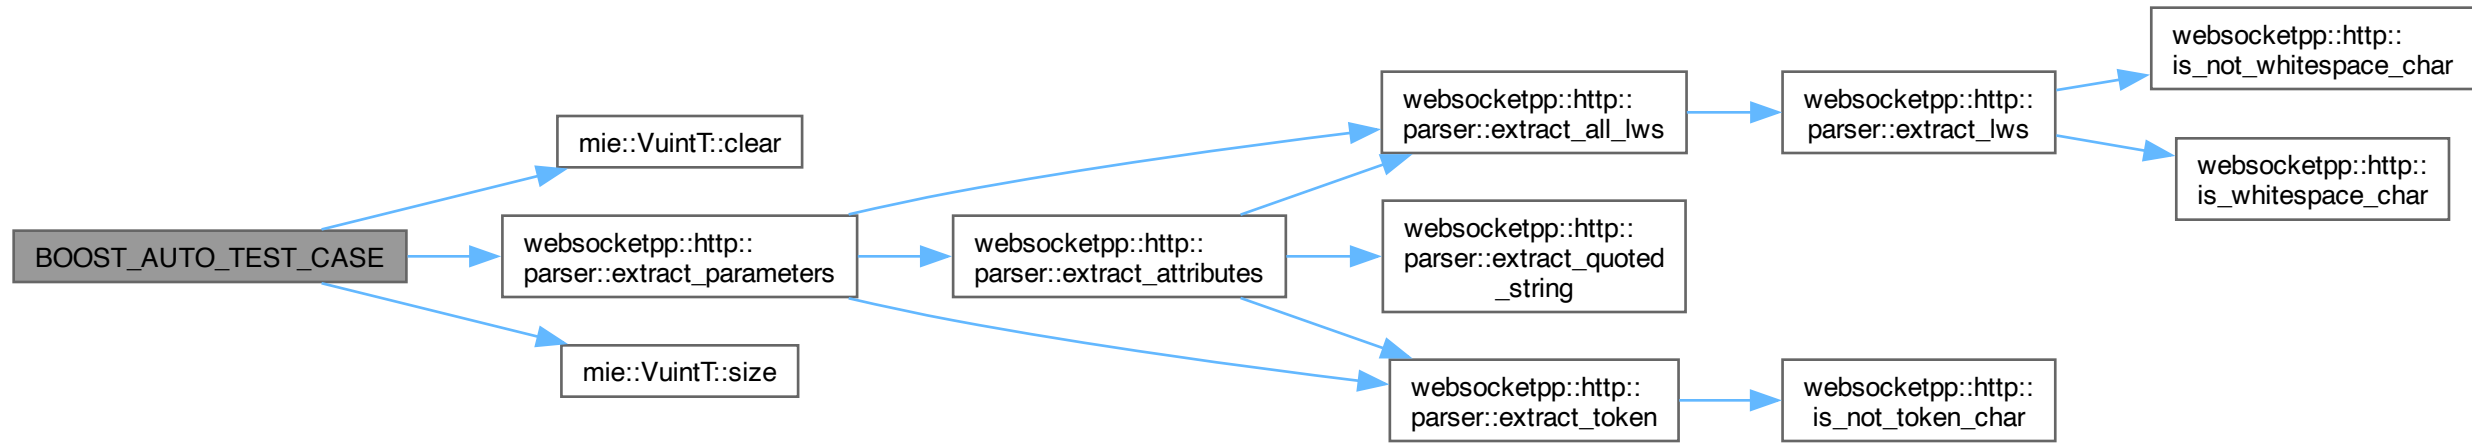 BOOST_AUTO_TEST_CASE
mie::VuintT::clear
websocketpp::http::
parser::extract_parameters
mie::VuintT::size
websocketpp::http::
parser::extract_attributes
websocketpp::http::
parser::extract_all_lws
websocketpp::http::
parser::extract_quoted
_string
websocketpp::http::
parser::extract_token
websocketpp::http::
parser::extract_lws
websocketpp::http::
is_not_token_char
websocketpp::http::
is_not_whitespace_char
websocketpp::http::
is_whitespace_char